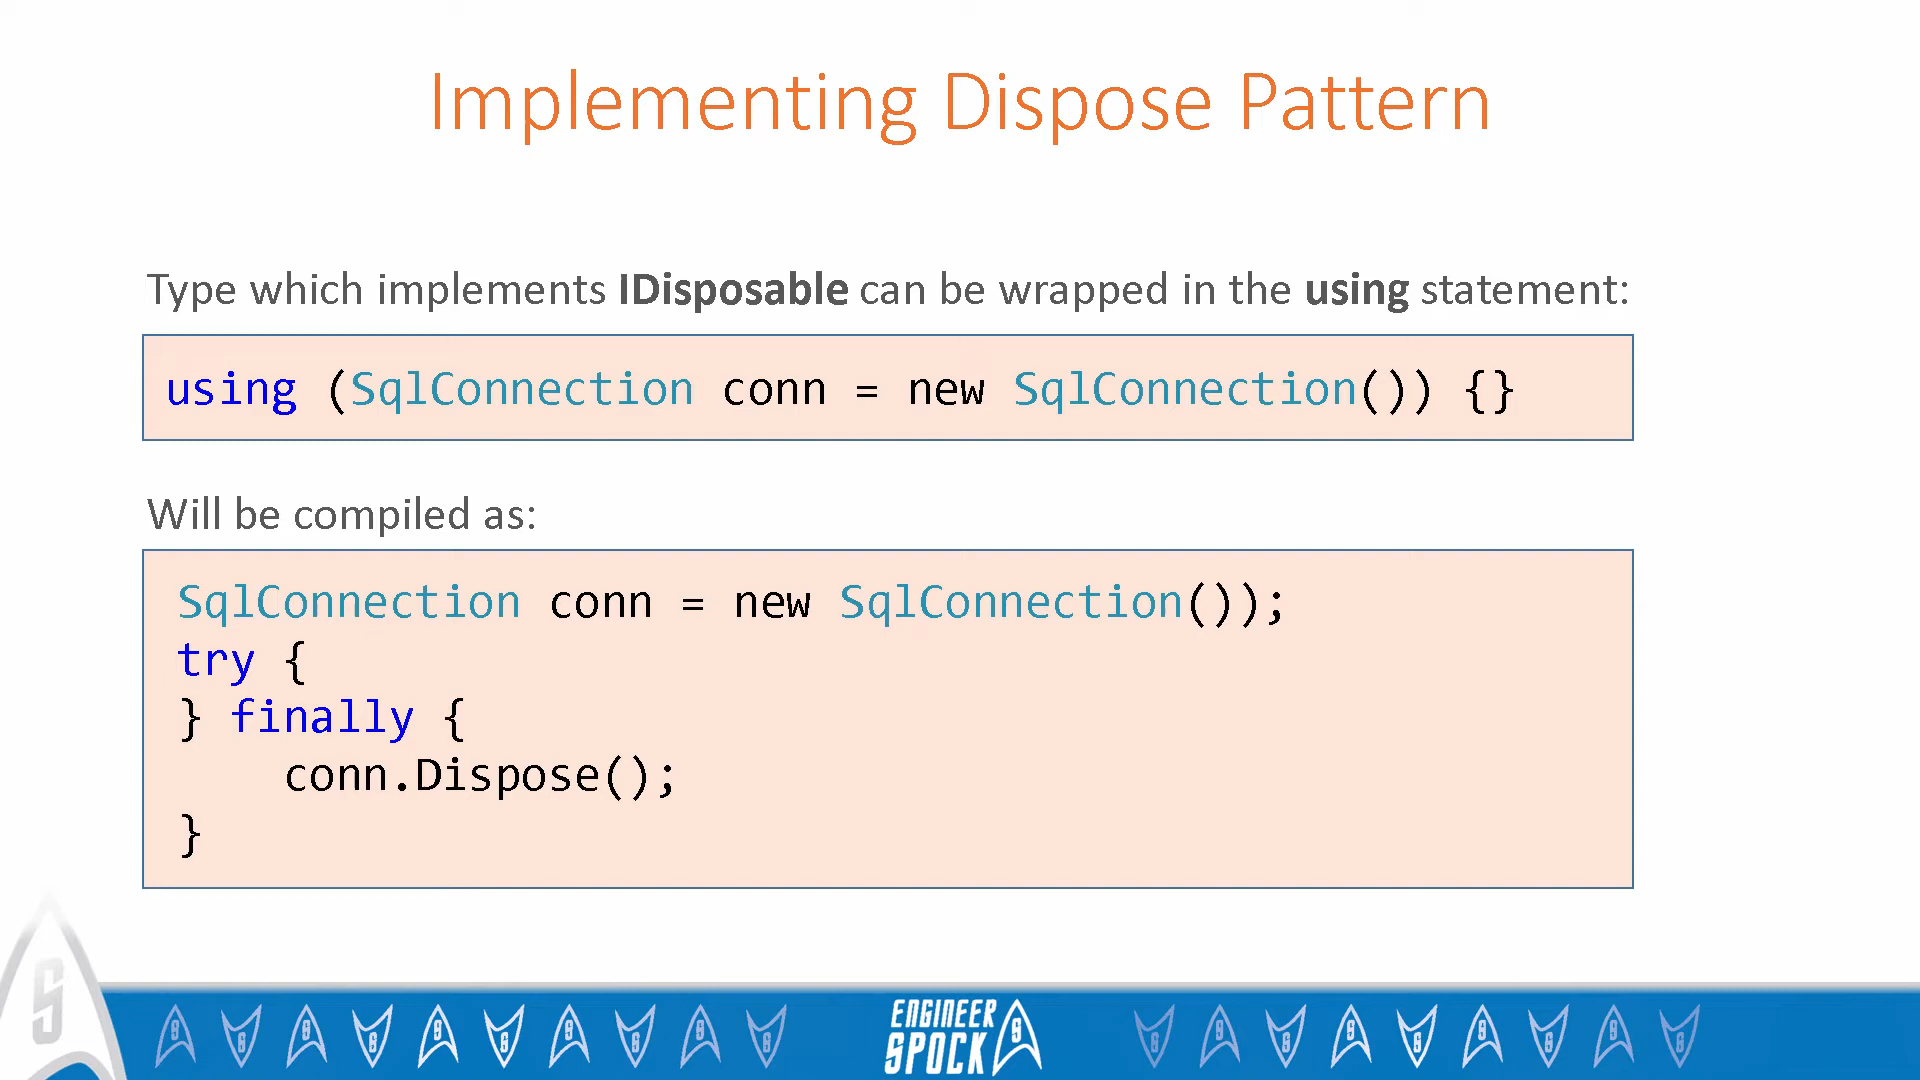 Implementing Dispose Pattern
Type which implements IDisposable can be wrapped in the using statement:
using (SqlConnection conn = new SqlConnection()) {}
Will be compiled as:
SqlConnection conn = new SqlConnection());
try {
} finally {
    conn.Dispose();
}
ENGINEER
SPOCK